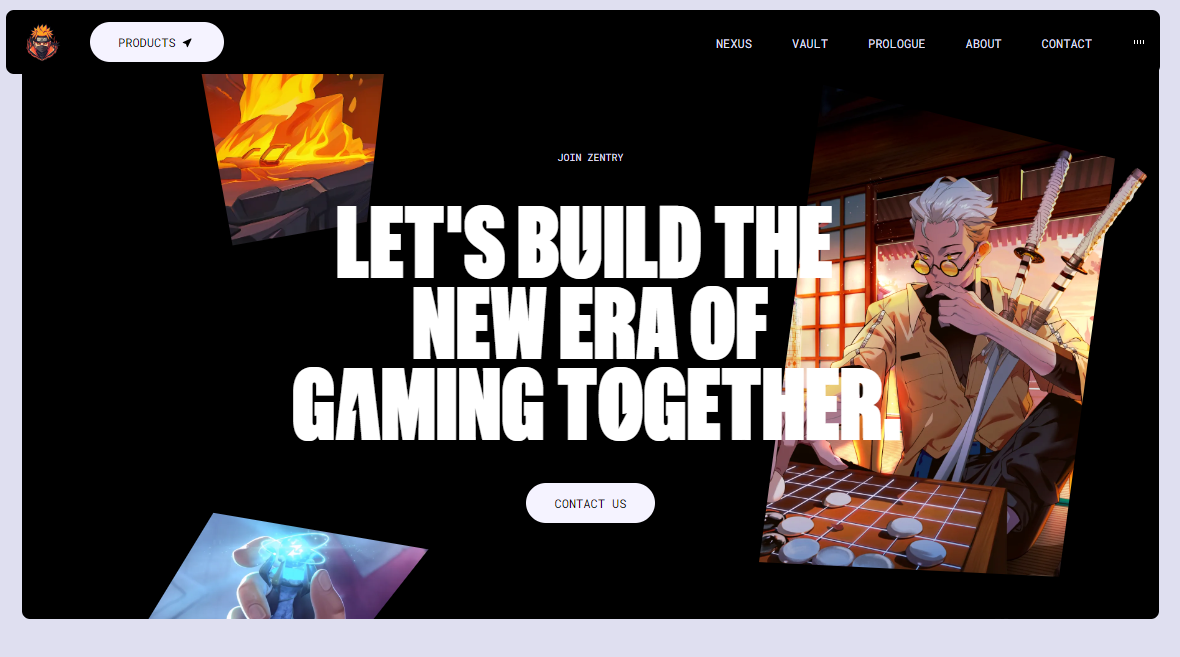 PRODUCTS
NEXUS
VAULT
PROLOGUE
ABOUT
CONTACT
JOIN ZENTRY
LET'S BUILD THE
NEW ERA OF
GAMING TOGETHER.
CONTACT US